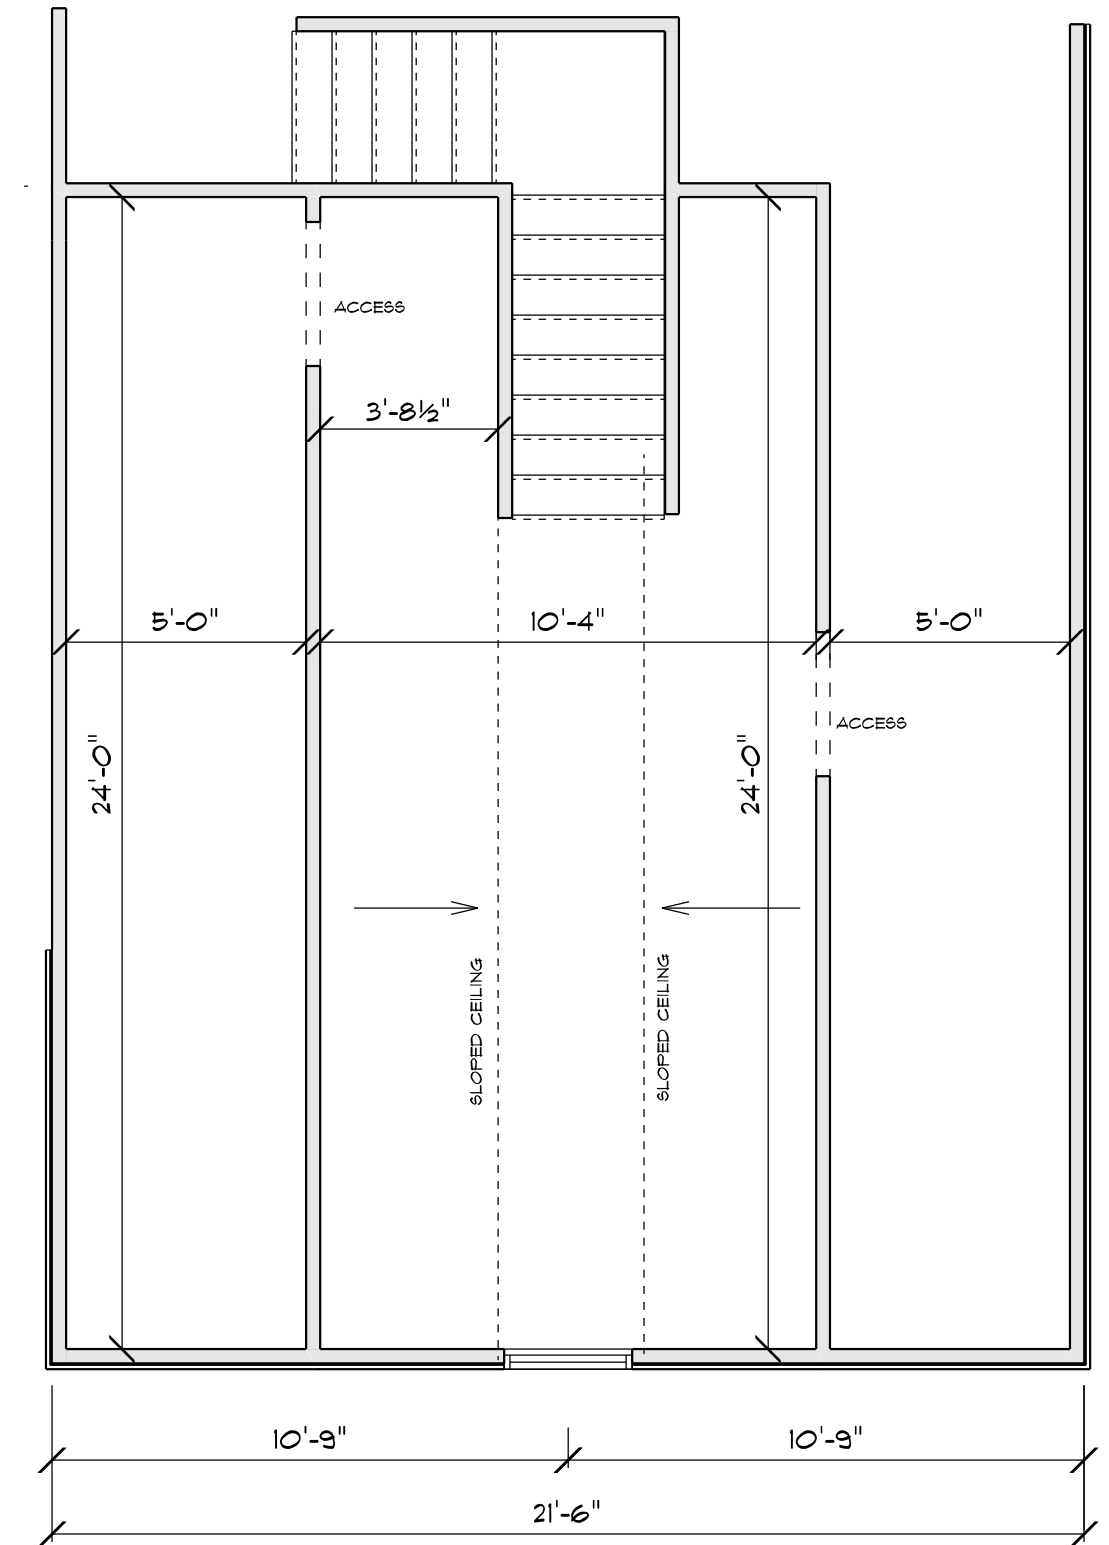 ACCESS
3'-8½"
5'-0"
10'-4"
5'-0"
ACCESS
24'-0"
24'-0"
SLOPED CEILING
SLOPED CEILING
10'-9"
10'-9"
21'-6"